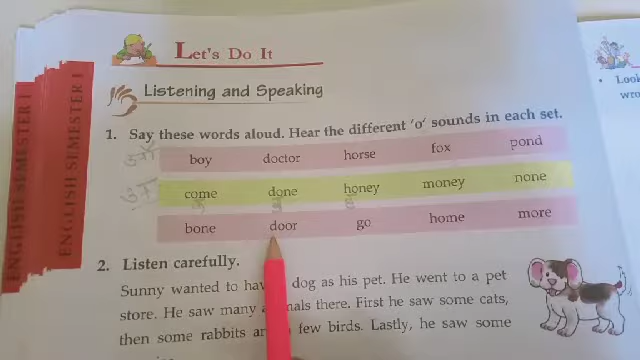 Let's Do It
Listening and Speaking
1. Say these words aloud. Hear the different 'o' sounds in each set.
boy doctor horse fox pond
come done honey money none
bone door go home more
2. Listen carefully.
Sunny wanted to hav dog as his pet. He went to a pet
store. He saw many a mals there. First he saw some cats,
then some rabbits an few birds. Lastly, he saw some
ENGLISH SEMESTER I
ENGLISH SEMESTER I
• Look
wro